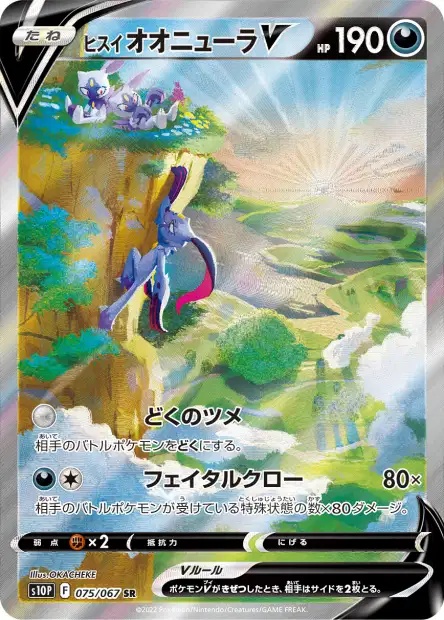 たね
ヒスイ オオニューラV HP 190
どくのツメ
相手のバトルポケモンをどくにする。
フェイタルクロー 80×
相手のバトルポケモンが受けている特殊状態の数×80ダメージ。
弱点 ×2 抵抗力 にげる
Illus. OKACHEKE
Vルール
s10P F 075/067 SR
ポケモンVがきぜつしたとき、相手はサイドを2枚とる。
©2022 Pokémon/Nintendo/Creatures/GAME FREAK.